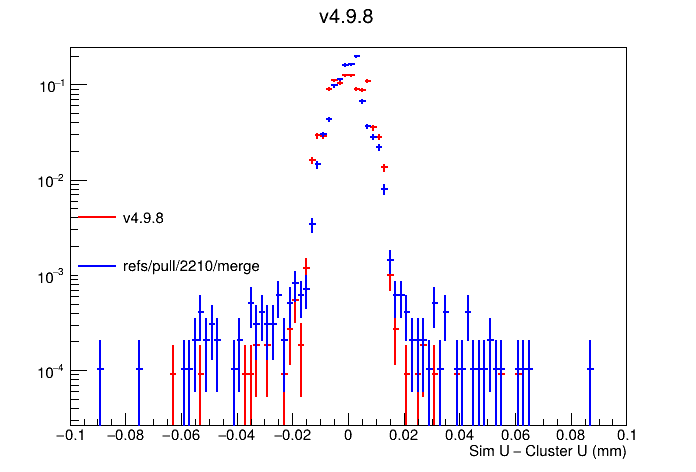 v4.9.8
10⁻¹
10⁻²
v4.9.8
refs/pull/2210/merge
10⁻³
10⁻⁴
−0.1 −0.08 −0.06 −0.04 −0.02 0 0.02 0.04 0.06 0.08 0.1
Sim U − Cluster U (mm)